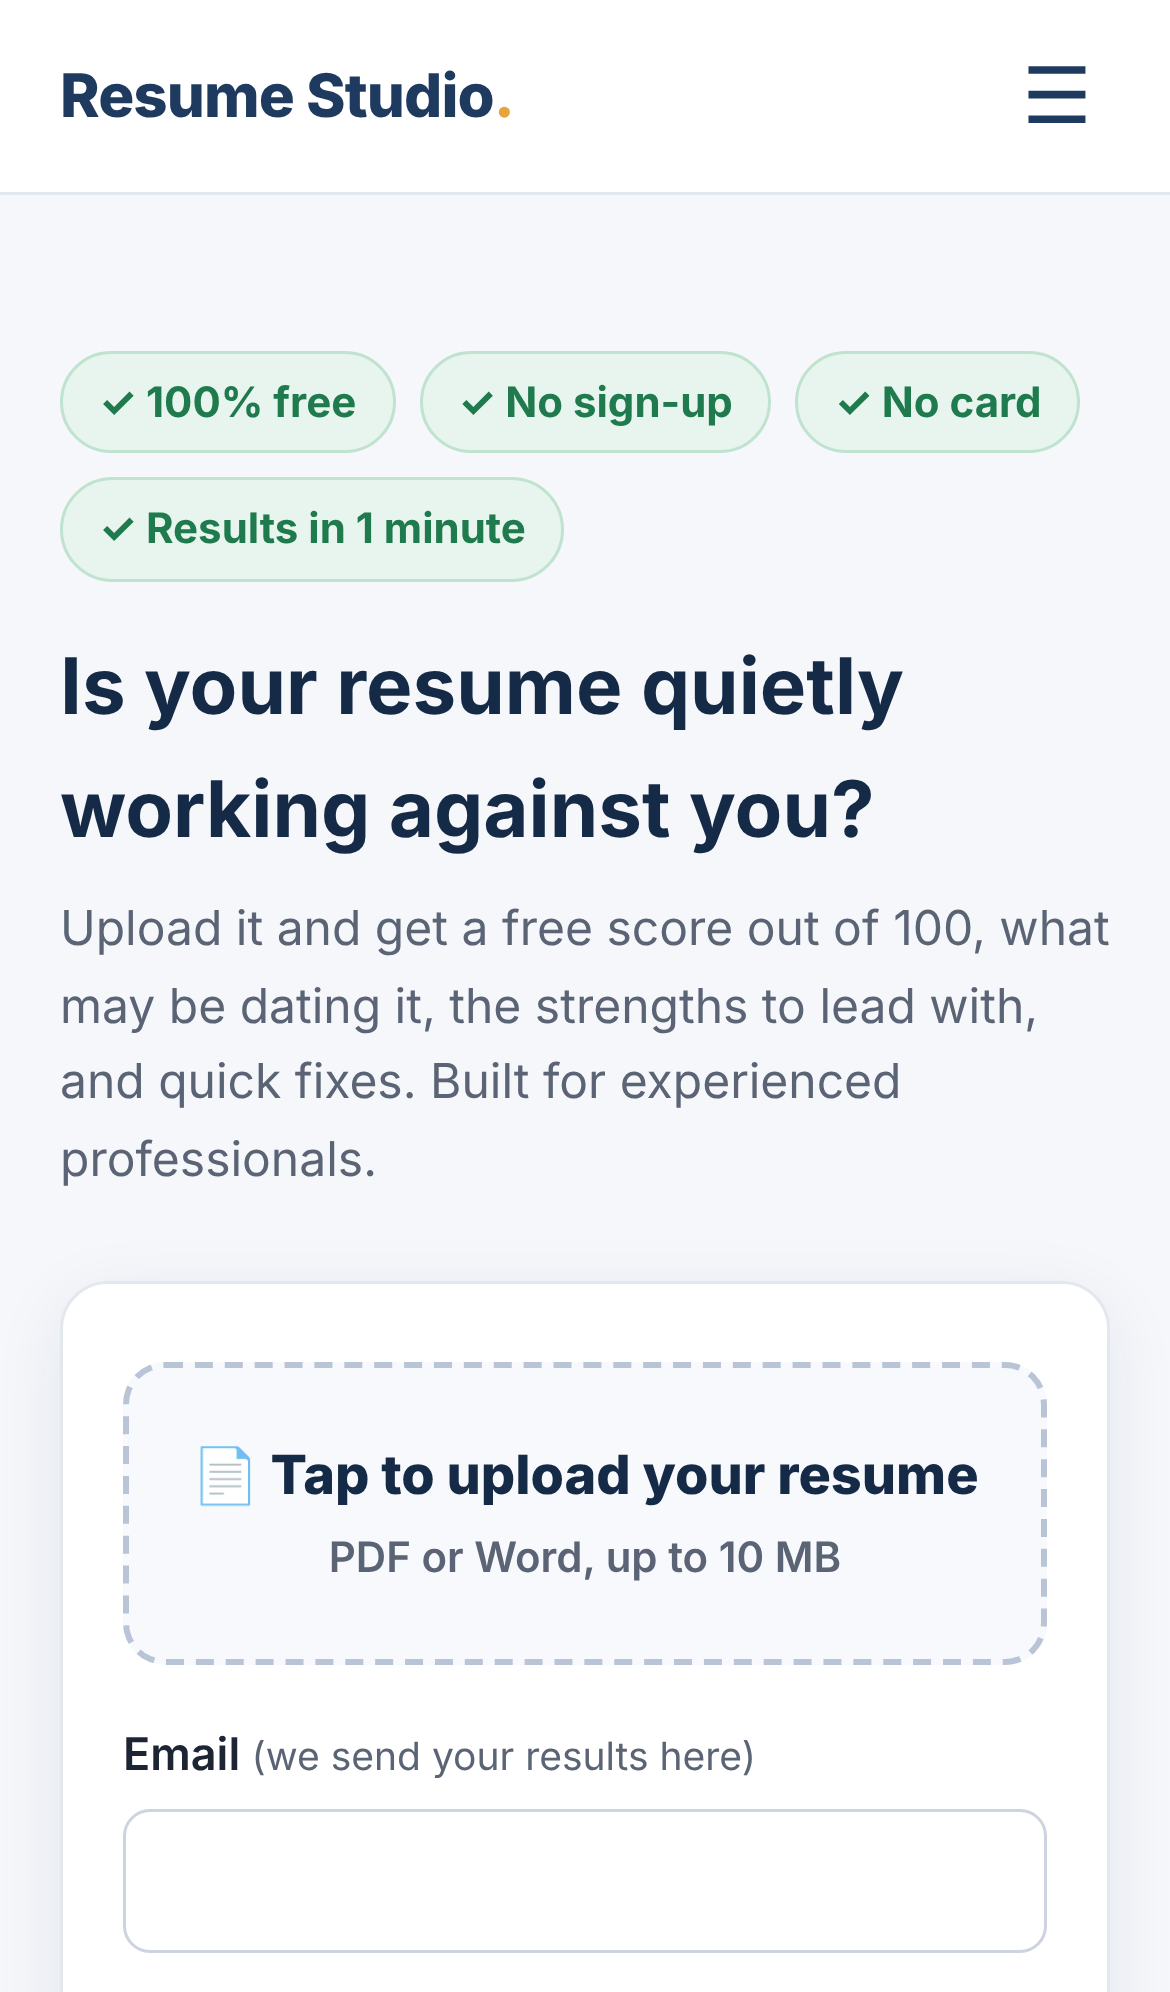 Resume Studio.
✓ 100% free
✓ No sign-up
✓ No card
✓ Results in 1 minute
Is your resume quietly
working against you?
Upload it and get a free score out of 100, what
may be dating it, the strengths to lead with,
and quick fixes. Built for experienced
professionals.
📄 Tap to upload your resume
PDF or Word, up to 10 MB
Email (we send your results here)